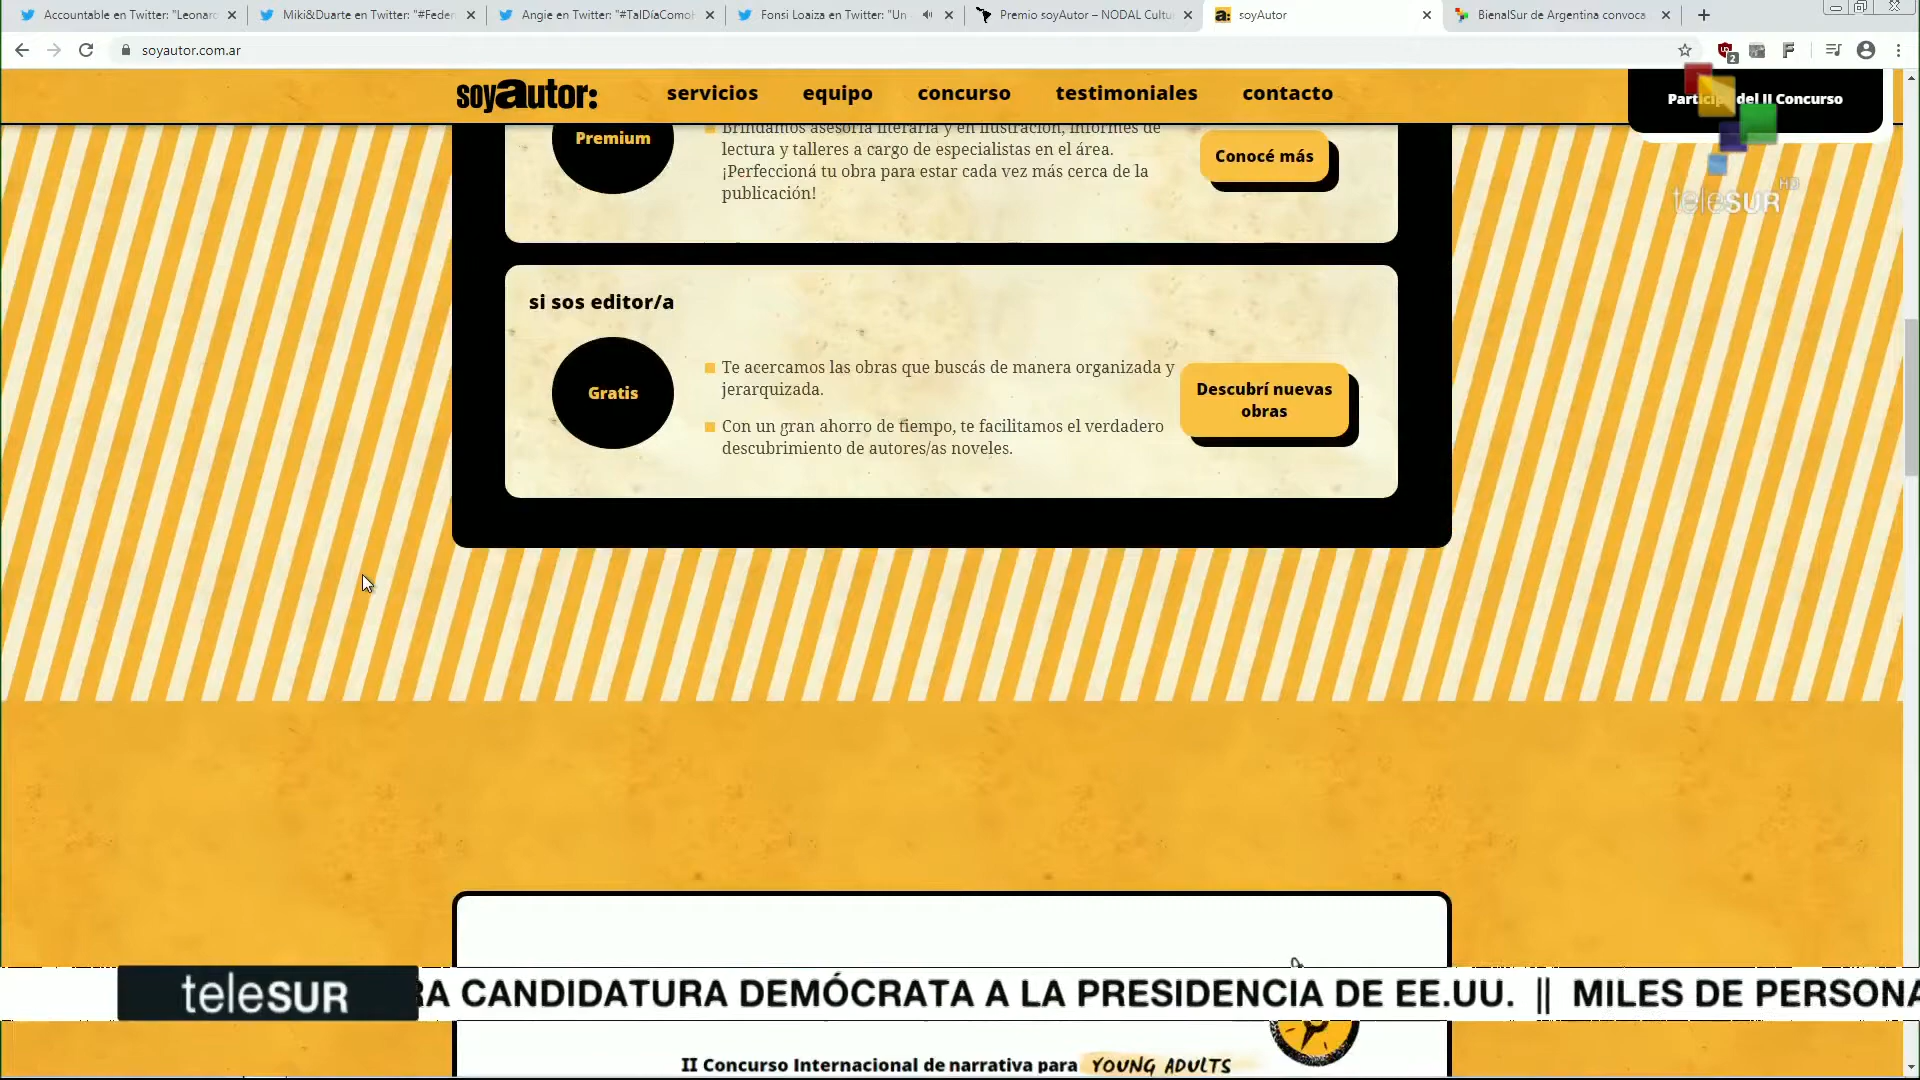 Accountable en Twitter: "Leonard
Miki&Duarte en Twitter: "#Feder
Angie en Twitter: "#TalDíaComoH
Fonsi Loaiza en Twitter: "Un
Premio soyAutor – NODAL Cultu
soyAutor
BienalSur de Argentina convoca
soyautor.com.ar
2
soyautor:
servicios
equipo
concurso
testimoniales
contacto
Participá del II Concurso
teleSUR HD
Premium
Brindamos asesoría literaria y en ilustración, informes de
lectura y talleres a cargo de especialistas en el área.
¡Perfeccioná tu obra para estar cada vez más cerca de la
publicación!
Conocé más
si sos editor/a
Gratis
Te acercamos las obras que buscás de manera organizada y
jerarquizada.
Con un gran ahorro de tiempo, te facilitamos el verdadero
descubrimiento de autores/as noveles.
Descubrí nuevas
obras
teleSUR
RA CANDIDATURA DEMÓCRATA A LA PRESIDENCIA DE EE.UU. || MILES DE PERSONA
II Concurso Internacional de narrativa para YOUNG ADULTS